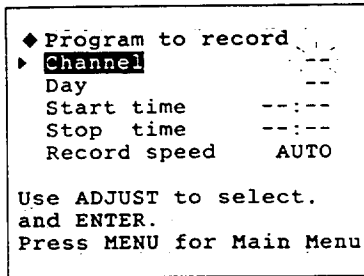 ◆ Program to record
▶ Channel --
Day --
Start time --:--
Stop time --:--
Record speed AUTO
Use ADJUST to select.
and ENTER.
Press MENU for Main Menu